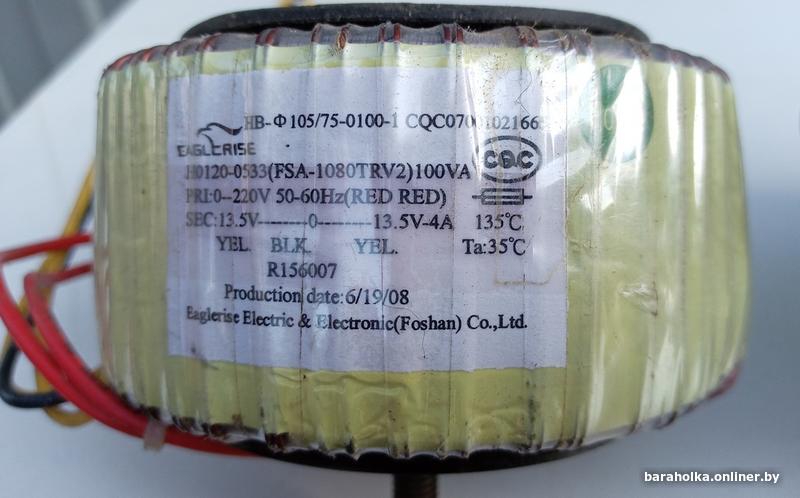 HB-Φ105/75-0100-1 CQC0700102166
EAGLERISE
CQC
H0120-0533(FSA-1080TRV2)100VA
PRI:0--220V 50-60Hz(RED RED)
SEC:13.5V--------0--------13.5V-4A 135℃
YEL. BLK. YEL. Ta:35℃
R156007
Production date:6/19/08
Eaglerise Electric & Electronic(Foshan) Co.,Ltd.
baraholka.onliner.by